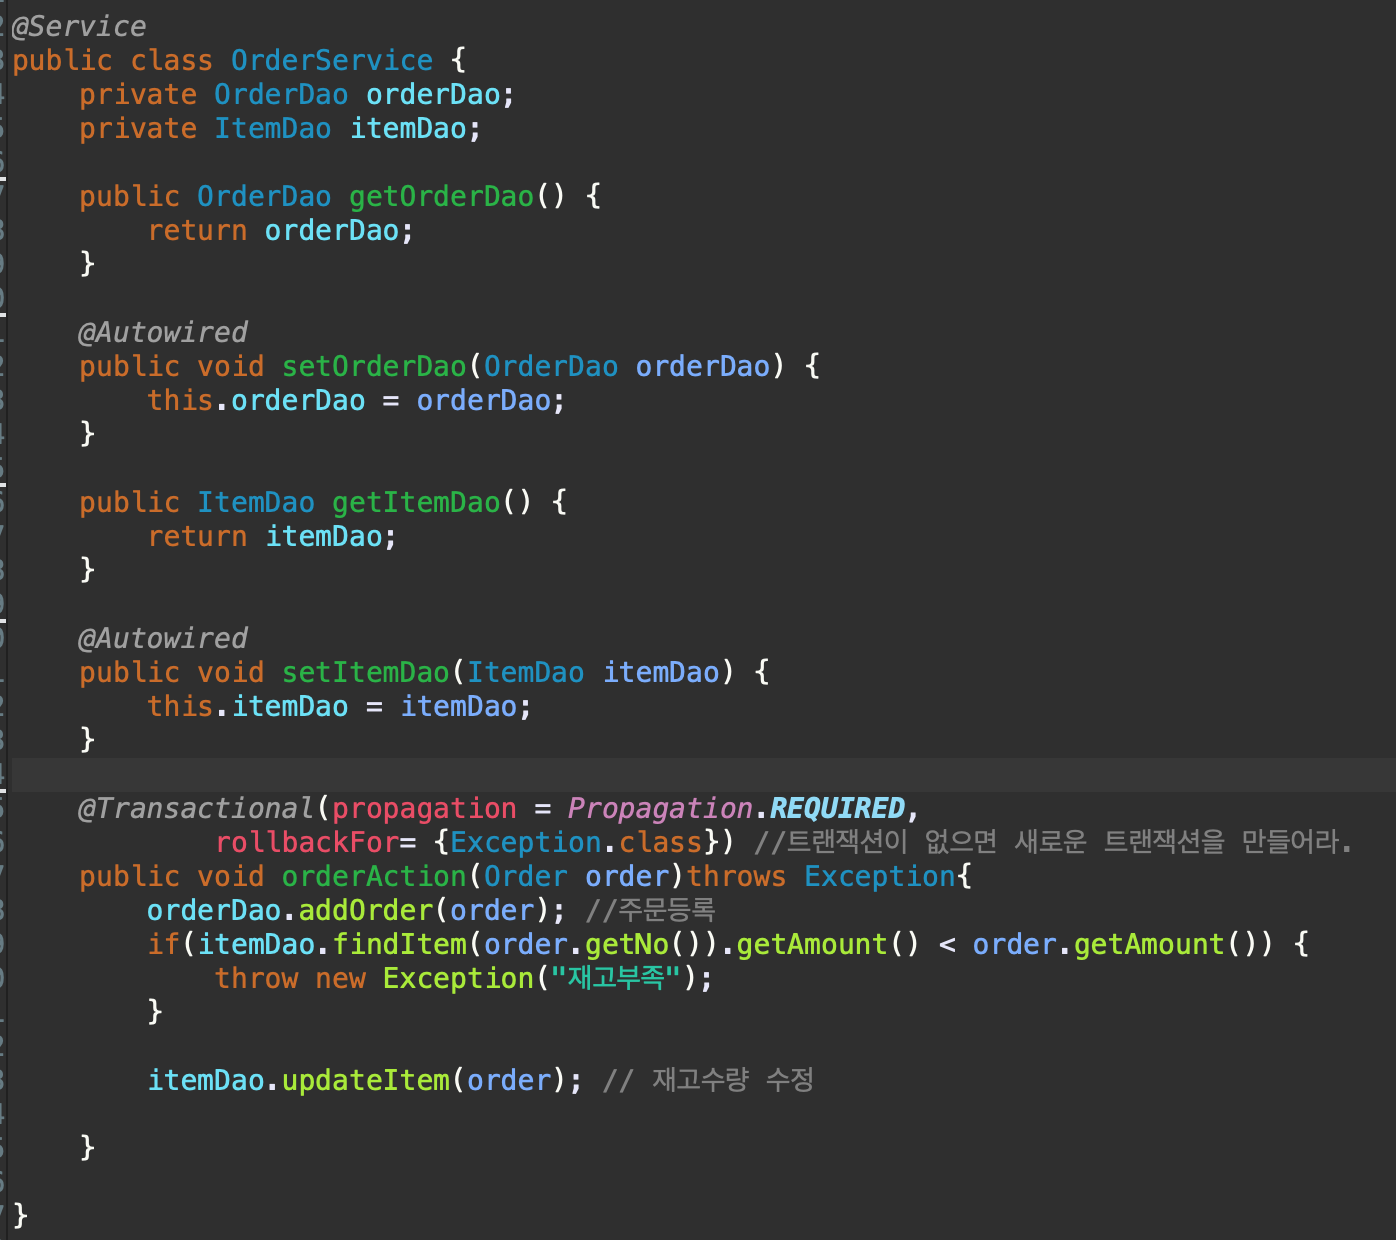 @Service
public class OrderService {
    private OrderDao orderDao;
    private ItemDao itemDao;
    public OrderDao getOrderDao() {
        return orderDao;
    }
    @Autowired
    public void setOrderDao(OrderDao orderDao) {
        this.orderDao = orderDao;
    }
    public ItemDao getItemDao() {
        return itemDao;
    }
    @Autowired
    public void setItemDao(ItemDao itemDao) {
        this.itemDao = itemDao;
    }
    @Transactional(propagation = Propagation.REQUIRED,
            rollbackFor= {Exception.class}) //트랜잭션이 없으면 새로운 트랜잭션을 만들어라.
    public void orderAction(Order order)throws Exception{
        orderDao.addOrder(order); //주문등록
        if(itemDao.findItem(order.getNo()).getAmount() < order.getAmount()) {
            throw new Exception("재고부족");
        }
        itemDao.updateItem(order); // 재고수량 수정
    }
}